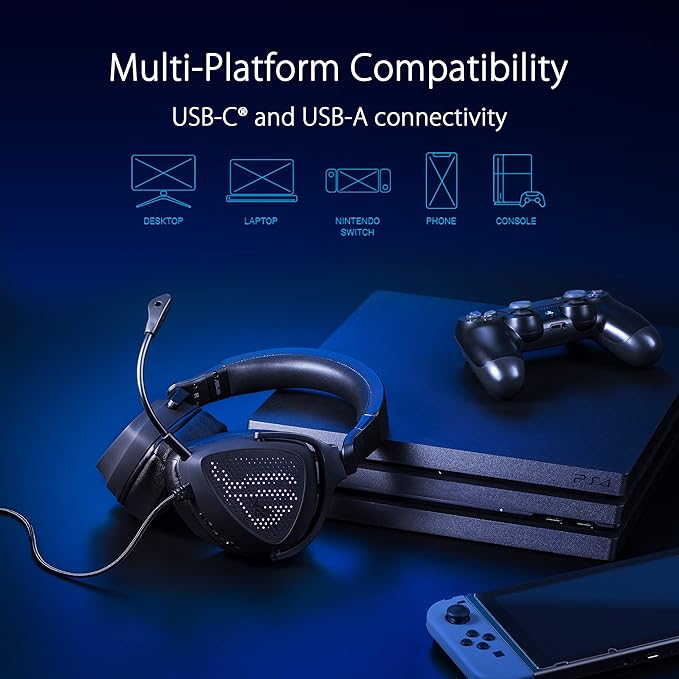 Multi-Platform Compatibility
USB-C® and USB-A connectivity
DESKTOP
LAPTOP
NINTENDO
SWITCH
PHONE
CONSOLE
PS4